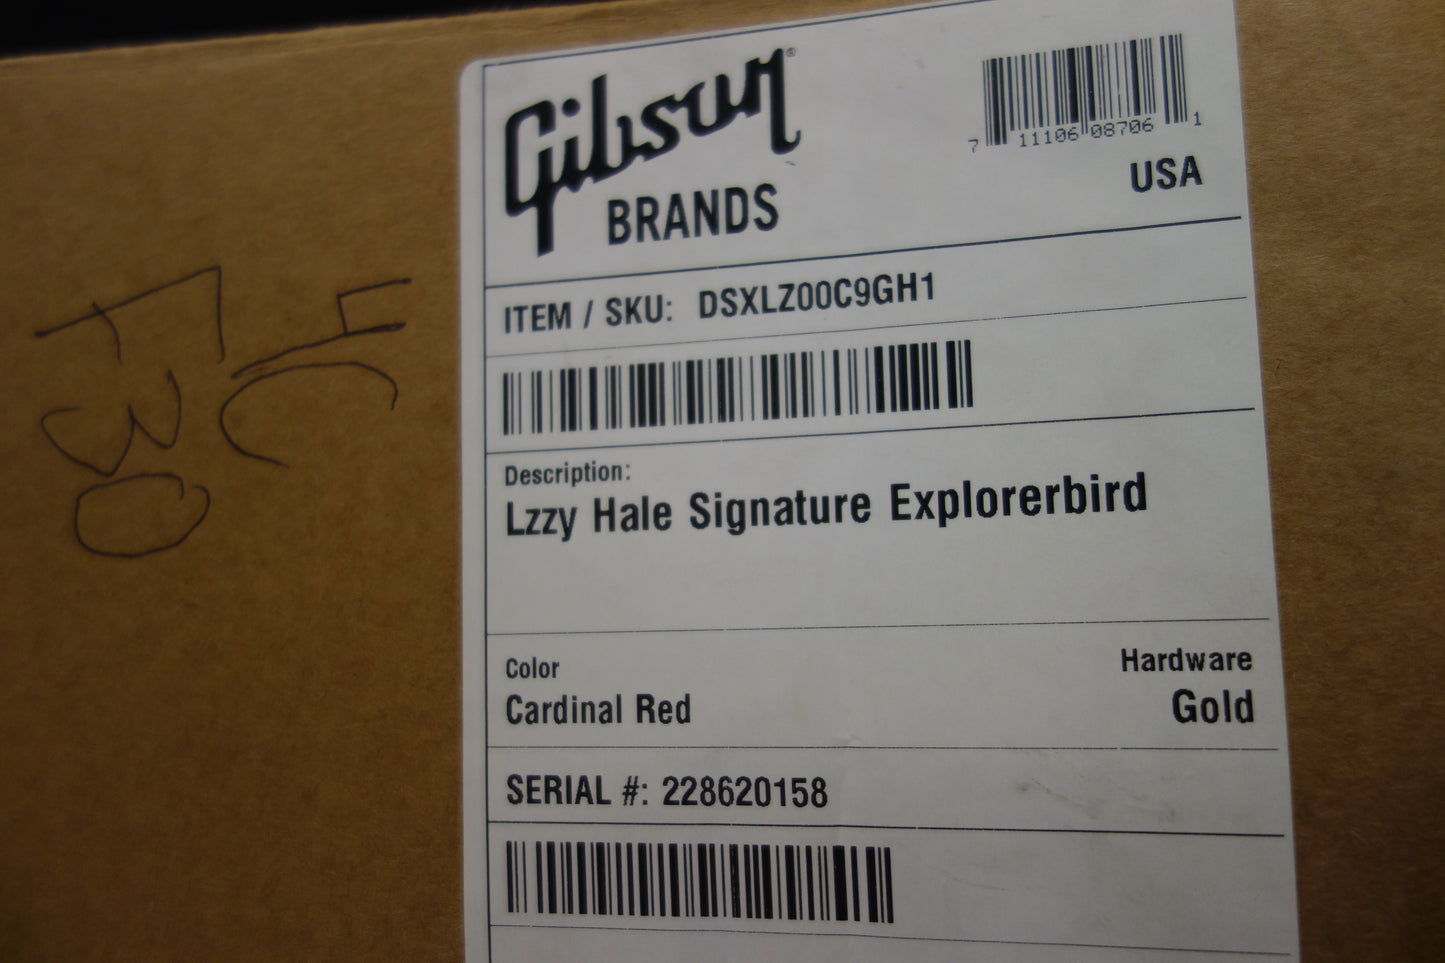 Gibson®
BRANDS
7 11106 08706 1
USA
ITEM / SKU: DSXLZ00C9GH1
Description:
Lzzy Hale Signature Explorerbird
Color
Cardinal Red
Hardware
Gold
SERIAL #: 228620158